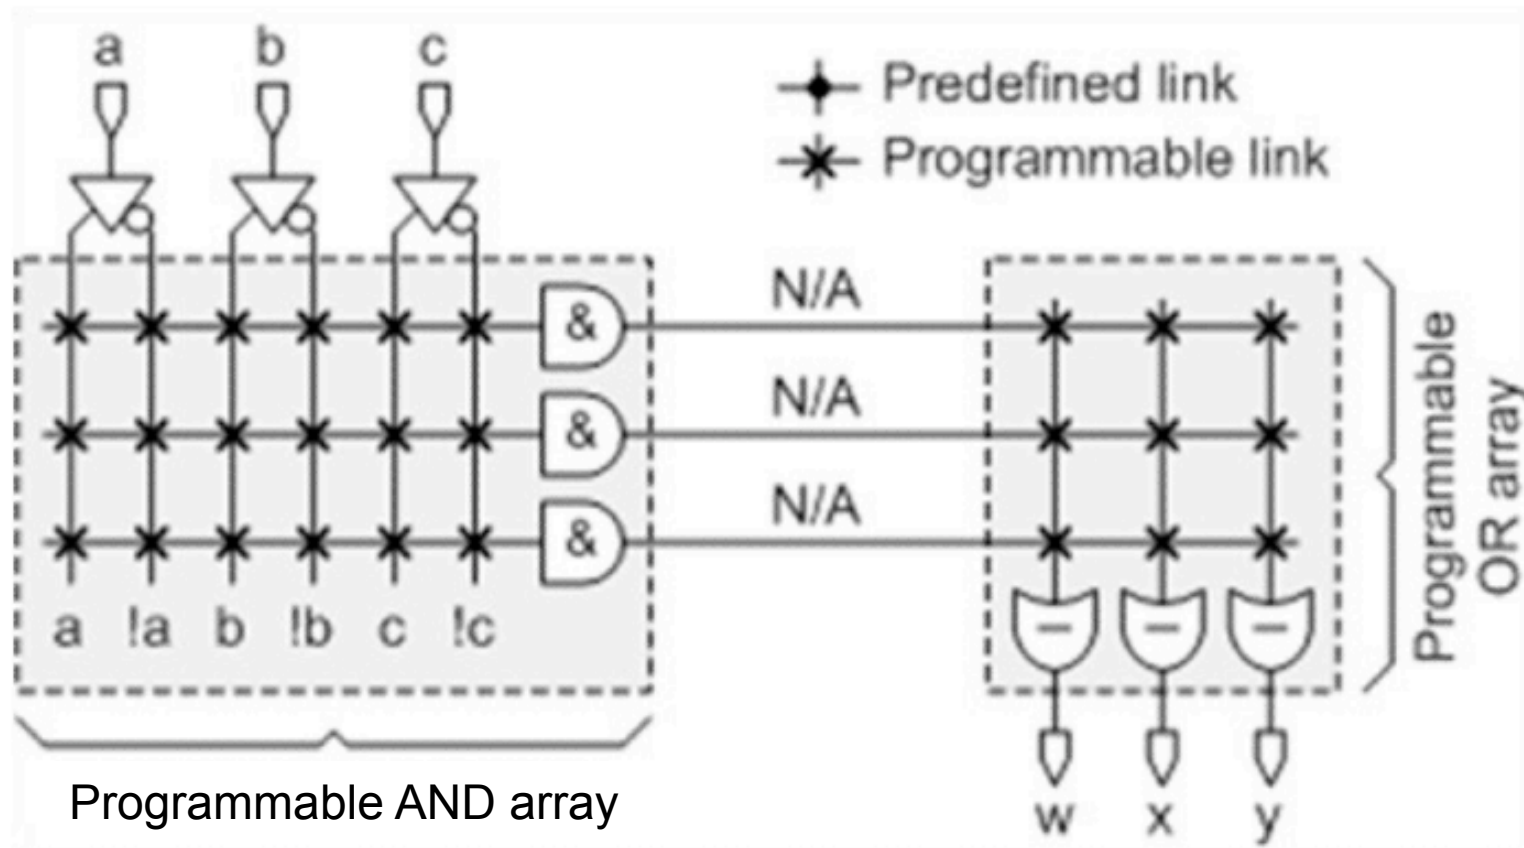 a b c
Predefined link
Programmable link
N/A
&
N/A
&
N/A
&
a !a b !b c !c
Programmable
OR array
Programmable AND array
w x y